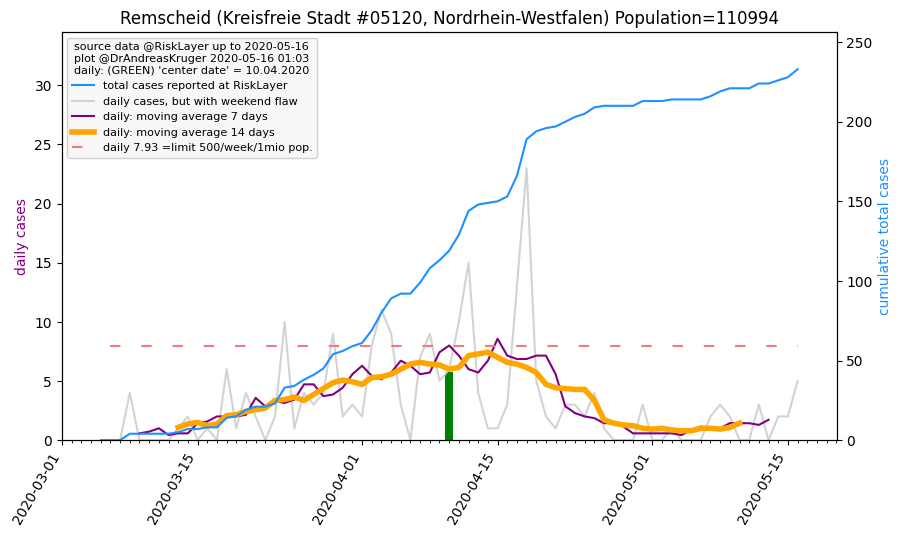 Remscheid (Kreisfreie Stadt #05120, Nordrhein-Westfalen) Population=110994
source data @RiskLayer up to 2020-05-16
plot @DrAndreasKruger 2020-05-16 01:03
daily: (GREEN) 'center date' = 10.04.2020
total cases reported at RiskLayer
daily cases, but with weekend flaw
daily: moving average 7 days
daily: moving average 14 days
daily 7.93 =limit 500/week/1mio pop.
daily cases
30
25
20
15
10
5
0
cumulative total cases
250
200
150
100
50
0
2020-03-01
2020-03-15
2020-04-01
2020-04-15
2020-05-01
2020-05-15